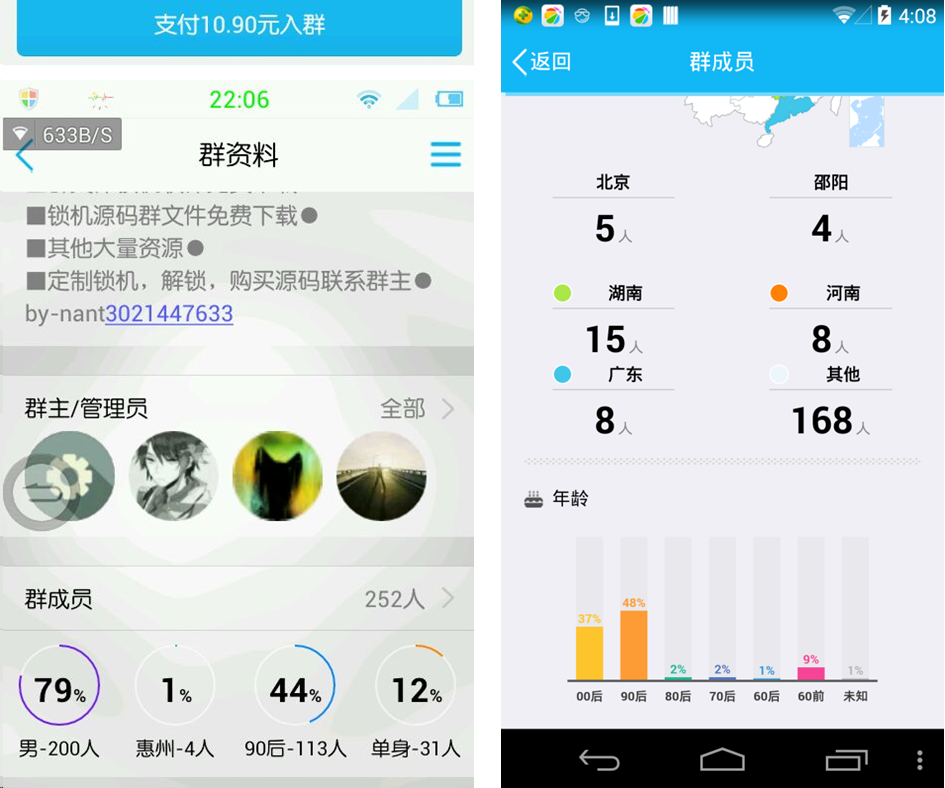 支付10.90元入群
22:06
633B/S
群资料
■锁机源码群文件免费下载●
■其他大量资源●
■定制锁机，解锁，购买源码联系群主●
by-nant3021447633
群主/管理员 全部
群成员 252人
79% 1% 44% 12%
男-200人 惠州-4人 90后-113人 单身-31人
4:08
返回 群成员
北京 邵阳
5人 4人
湖南 河南
15人 8人
广东 其他
8人 168人
年龄
37% 48% 2% 2% 1% 9% 1%
00后 90后 80后 70后 60后 60前 未知